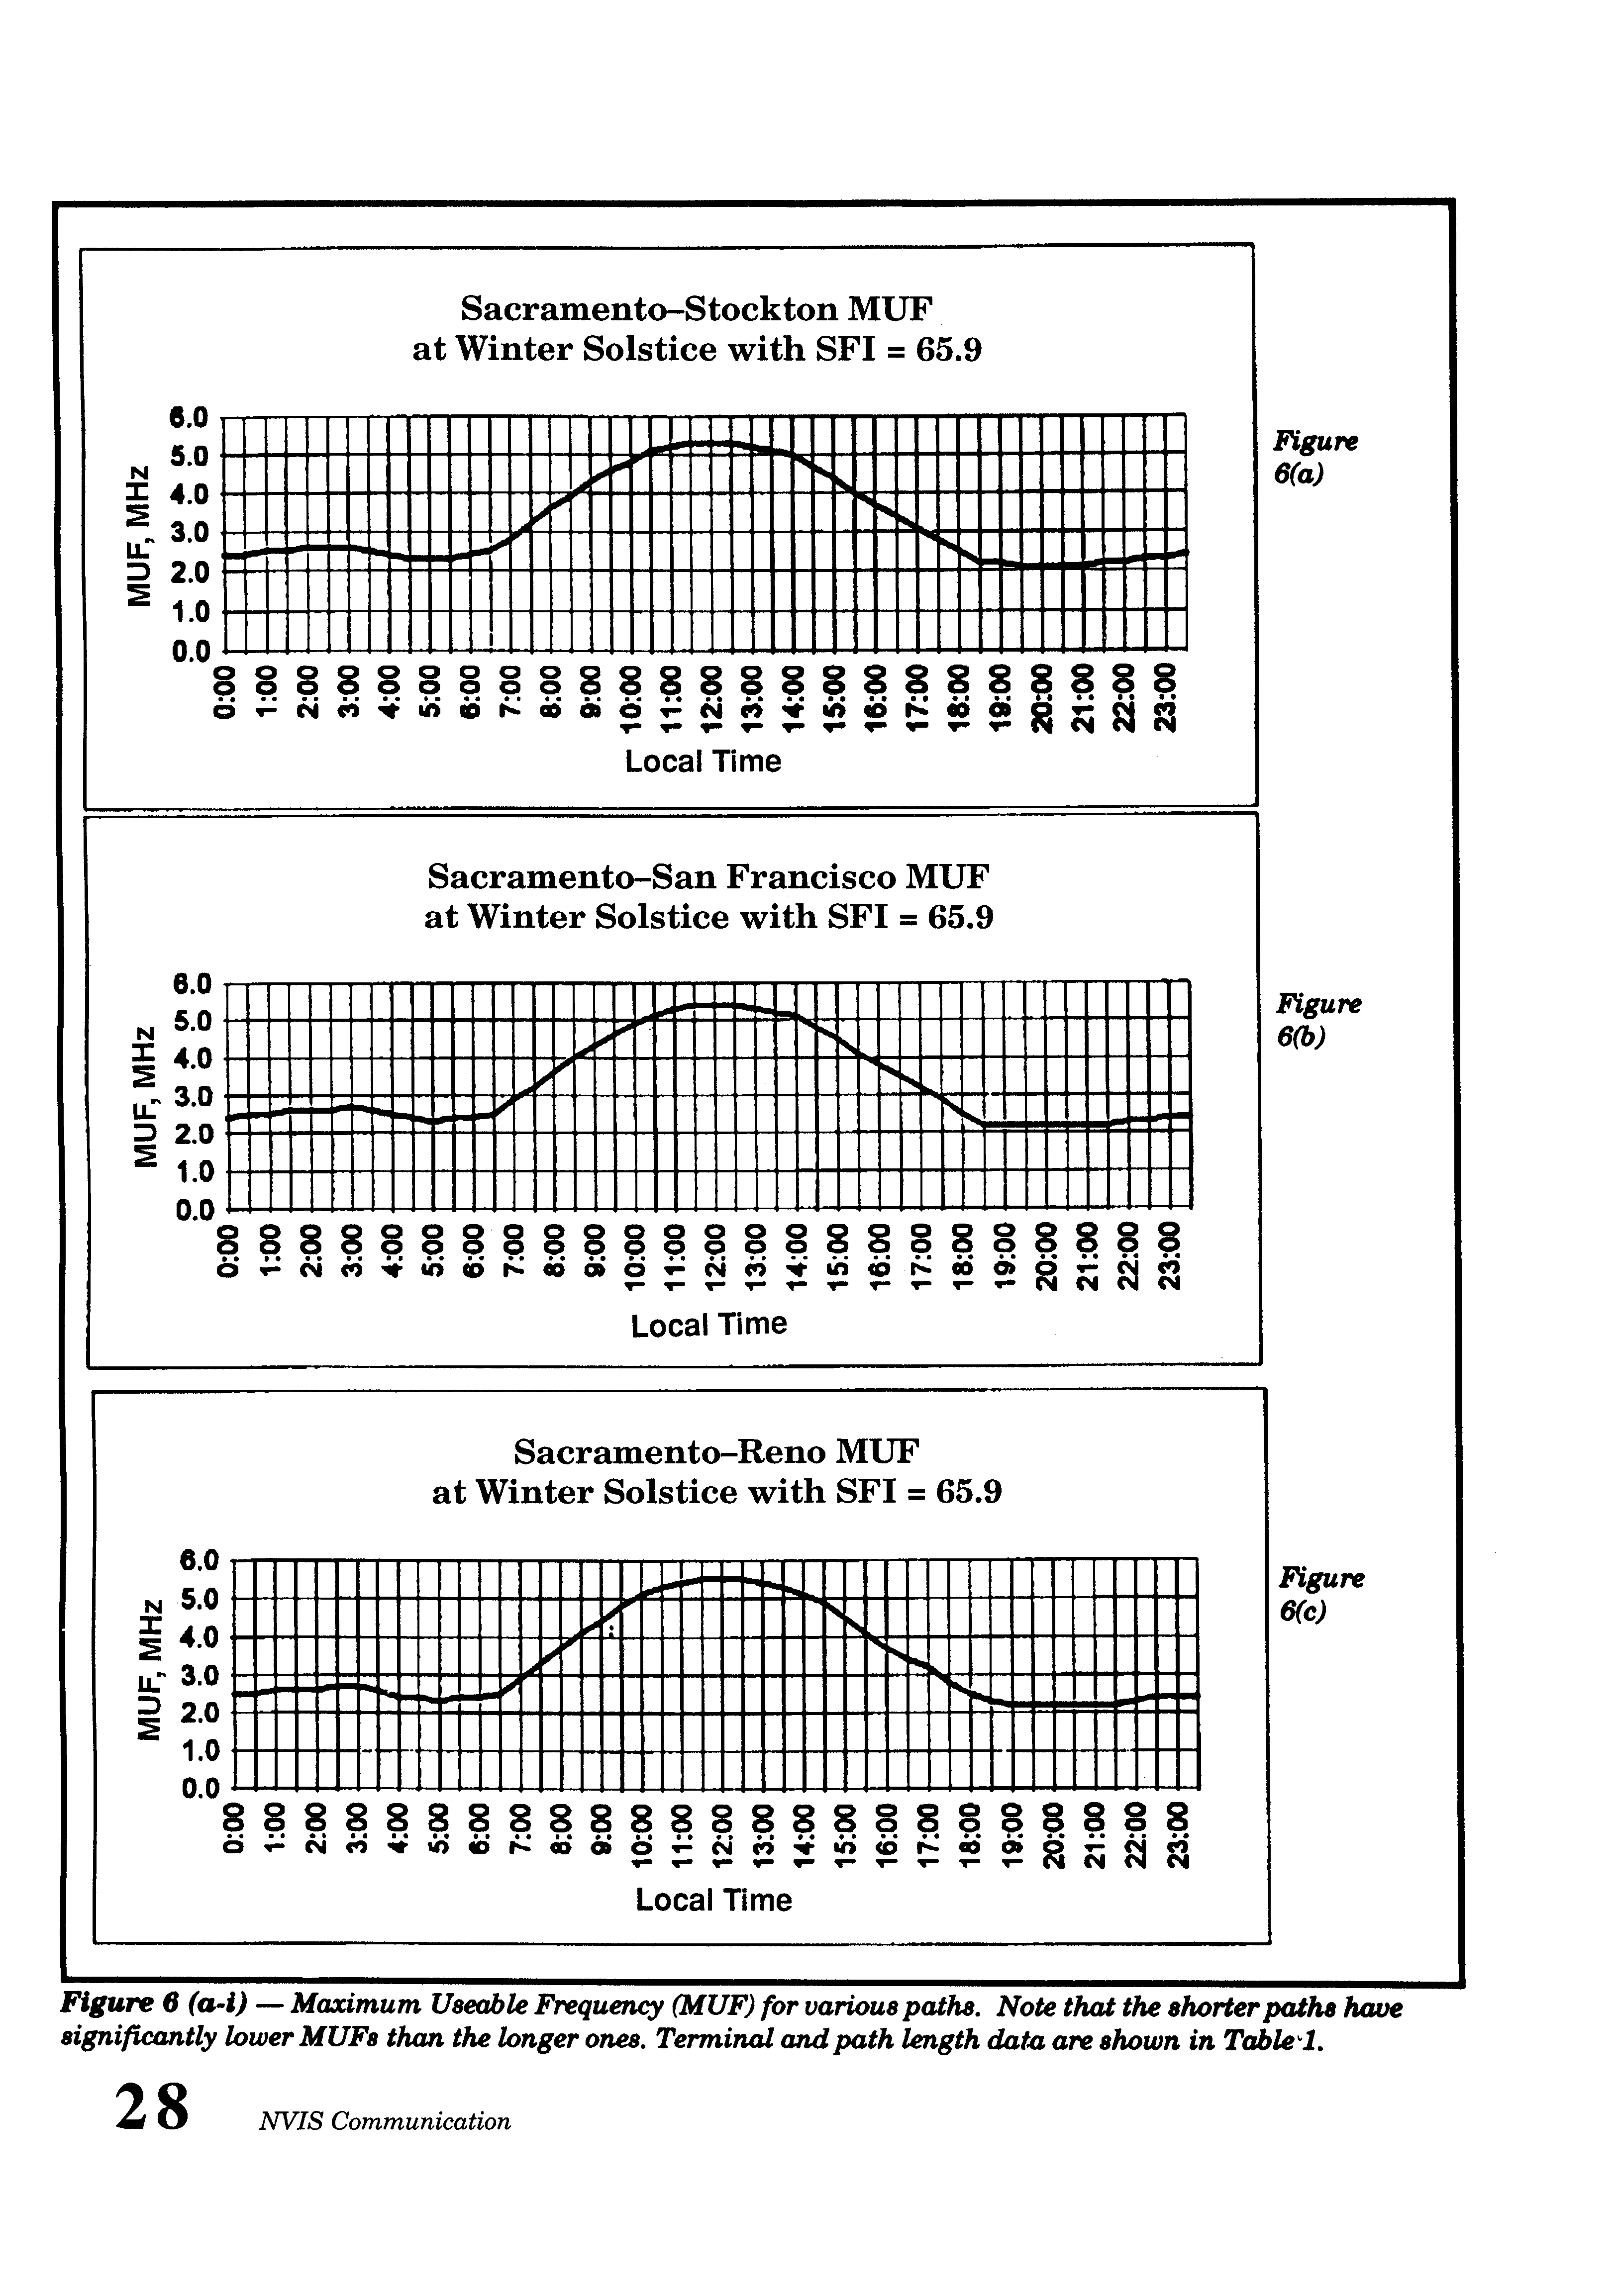 Sacramento–Stockton MUF
at Winter Solstice with SFI = 65.9
Figure
6(a)
MUF, MHz
6.0
5.0
4.0
3.0
2.0
1.0
0.0
0:00 1:00 2:00 3:00 4:00 5:00 6:00 7:00 8:00 9:00 10:00 11:00 12:00 13:00 14:00 15:00 16:00 17:00 18:00 19:00 20:00 21:00 22:00 23:00
Local Time
Sacramento–San Francisco MUF
at Winter Solstice with SFI = 65.9
Figure
6(b)
MUF, MHz
6.0
5.0
4.0
3.0
2.0
1.0
0.0
0:00 1:00 2:00 3:00 4:00 5:00 6:00 7:00 8:00 9:00 10:00 11:00 12:00 13:00 14:00 15:00 16:00 17:00 18:00 19:00 20:00 21:00 22:00 23:00
Local Time
Sacramento–Reno MUF
at Winter Solstice with SFI = 65.9
Figure
6(c)
MUF, MHz
6.0
5.0
4.0
3.0
2.0
1.0
0.0
0:00 1:00 2:00 3:00 4:00 5:00 6:00 7:00 8:00 9:00 10:00 11:00 12:00 13:00 14:00 15:00 16:00 17:00 18:00 19:00 20:00 21:00 22:00 23:00
Local Time
Figure 6 (a-i) — Maximum Useable Frequency (MUF) for various paths. Note that the shorter paths have
significantly lower MUFs than the longer ones. Terminal and path length data are shown in Table 1.
28 NVIS Communication